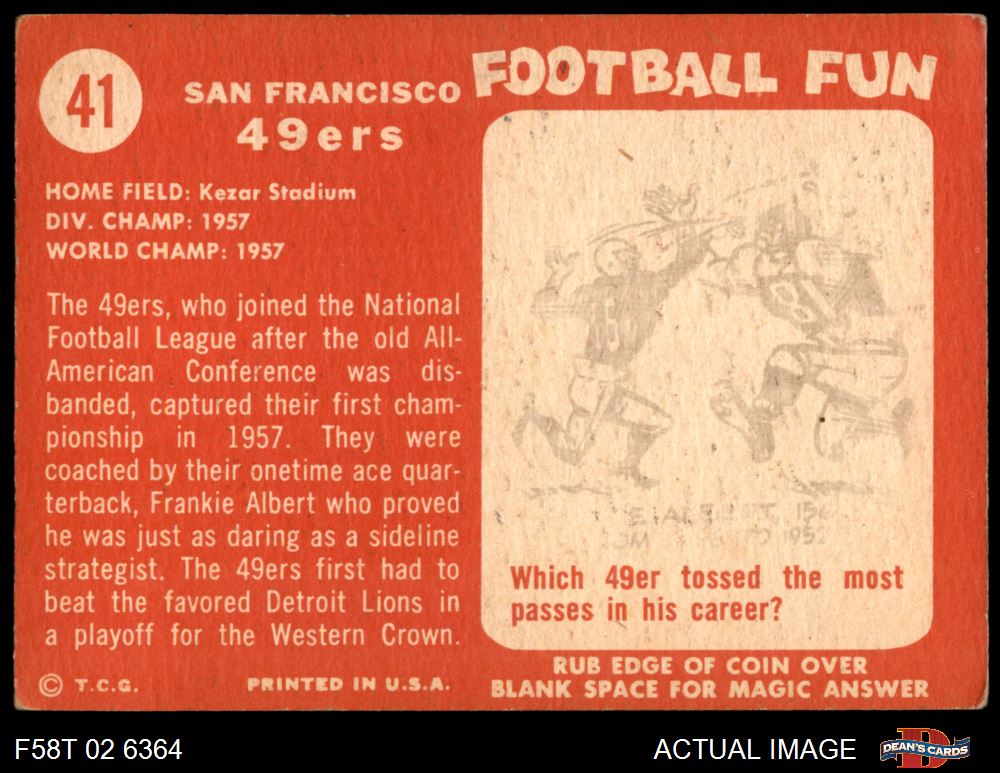 41
SAN FRANCISCO
49ers
HOME FIELD: Kezar Stadium
DIV. CHAMP: 1957
WORLD CHAMP: 1957
The 49ers, who joined the National
Football League after the old All-
American Conference was dis-
banded, captured their first cham-
pionship in 1957. They were
coached by their onetime ace quar-
terback, Frankie Albert who proved
he was just as daring as a sideline
strategist. The 49ers first had to
beat the favored Detroit Lions in
a playoff for the Western Crown.
© T.C.G. PRINTED IN U.S.A.
FOOTBALL FUN
81
Which 49er tossed the most
passes in his career?
RUB EDGE OF COIN OVER
BLANK SPACE FOR MAGIC ANSWER
F58T 02 6364
ACTUAL IMAGE
DEAN'S CARDS